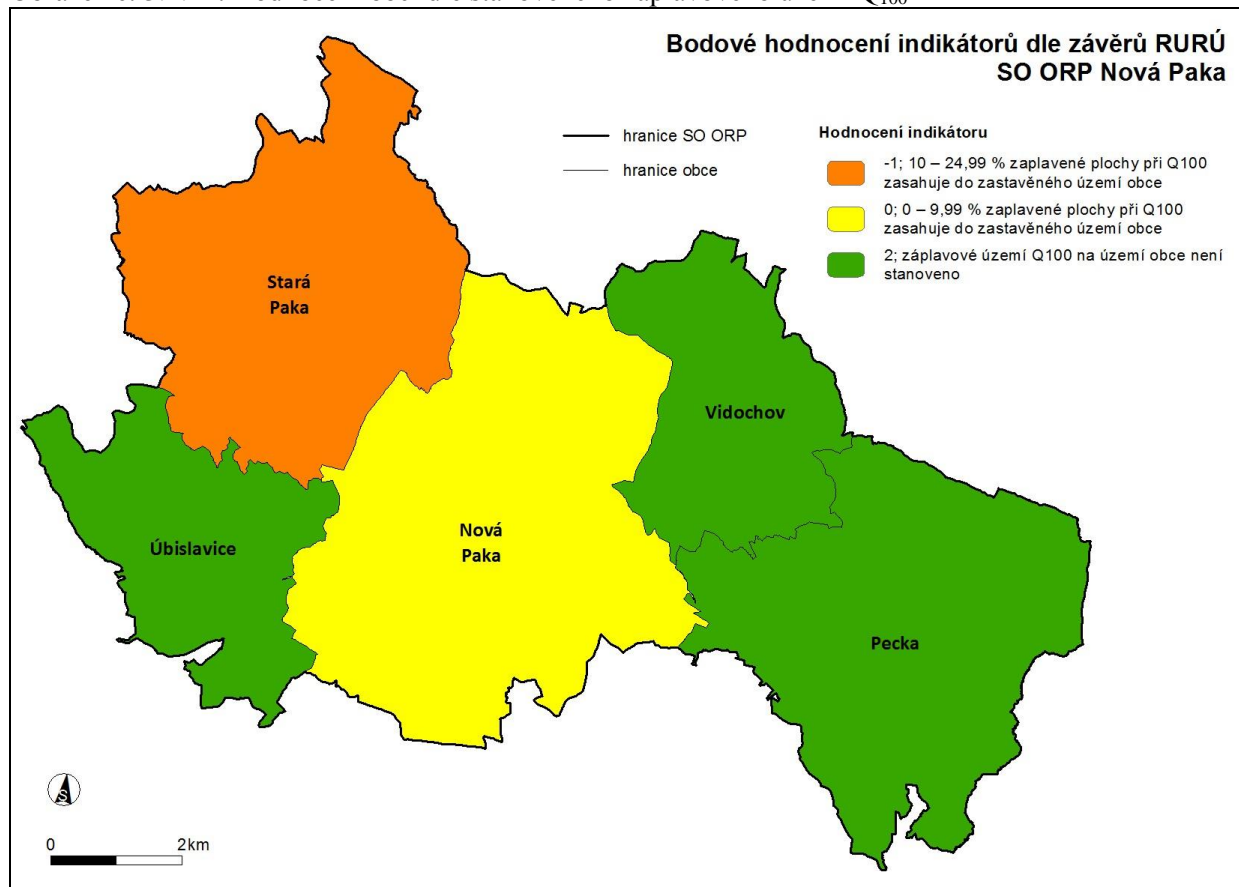 Bodové hodnocení indikátorů dle závěrů RURÚ
SO ORP Nová Paka
hranice SO ORP
hranice obce
Hodnocení indikátoru
-1; 10 – 24,99 % zaplavené plochy při Q100
zasahuje do zastavěného území obce
0; 0 – 9,99 % zaplavené plochy při Q100
zasahuje do zastavěného území obce
2; záplavové území Q100 na území obce není
stanoveno
Stará
Paka
Vidochov
Nová
Paka
Úbislavice
Pecka
S
0 2km